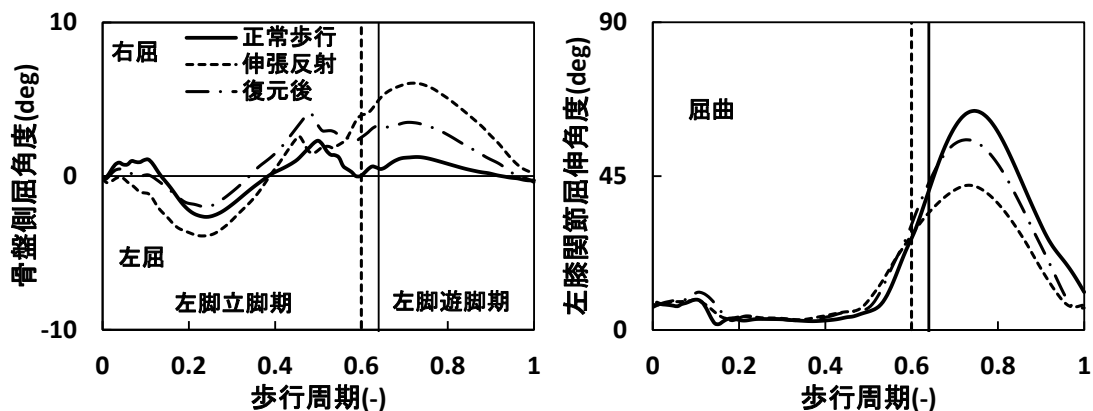 骨盤側屈角度(deg)
10
0
-10
右屈
正常歩行
伸張反射
復元後
左屈
左脚立脚期
左脚遊脚期
0 0.2 0.4 0.6 0.8 1
歩行周期(-)
左膝関節屈伸角度(deg)
90
45
0
屈曲
0 0.2 0.4 0.6 0.8 1
歩行周期(-)